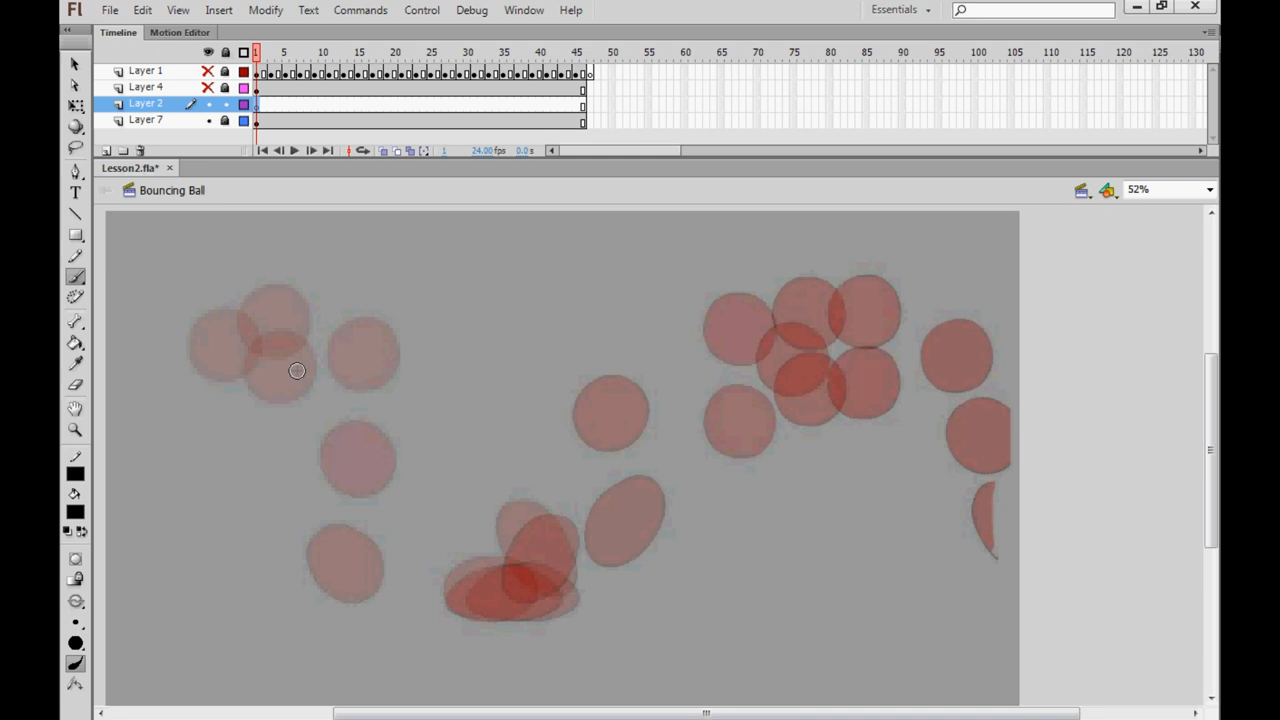 Fl File Edit View Insert Modify Text Commands Control Debug Window Help Essentials
Timeline Motion Editor
1 5 10 15 20 25 30 35 40 45 50 55 60 65 70 75 80 85 90 95 100 105 110 115 120 125 130
Layer 1
Layer 4
Layer 2
Layer 7
1 24.00 fps 0.0 s
Lesson2.fla*
Bouncing Ball 52%
T